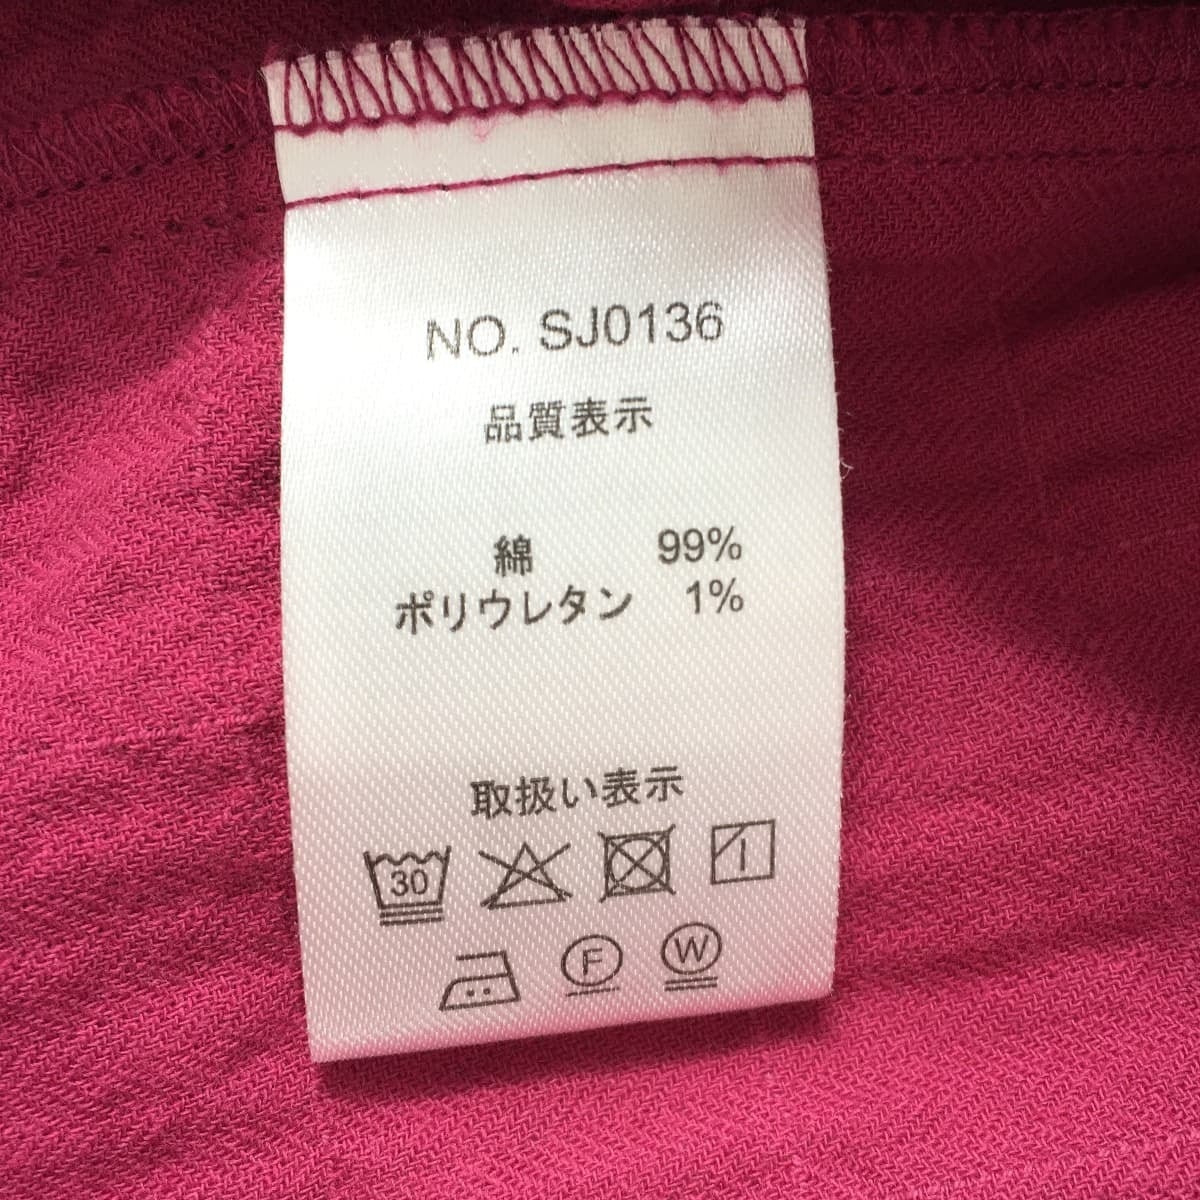 NO. SJ0136
品質表示
綿 99%
ポリウレタン 1%
取扱い表示
30
F W